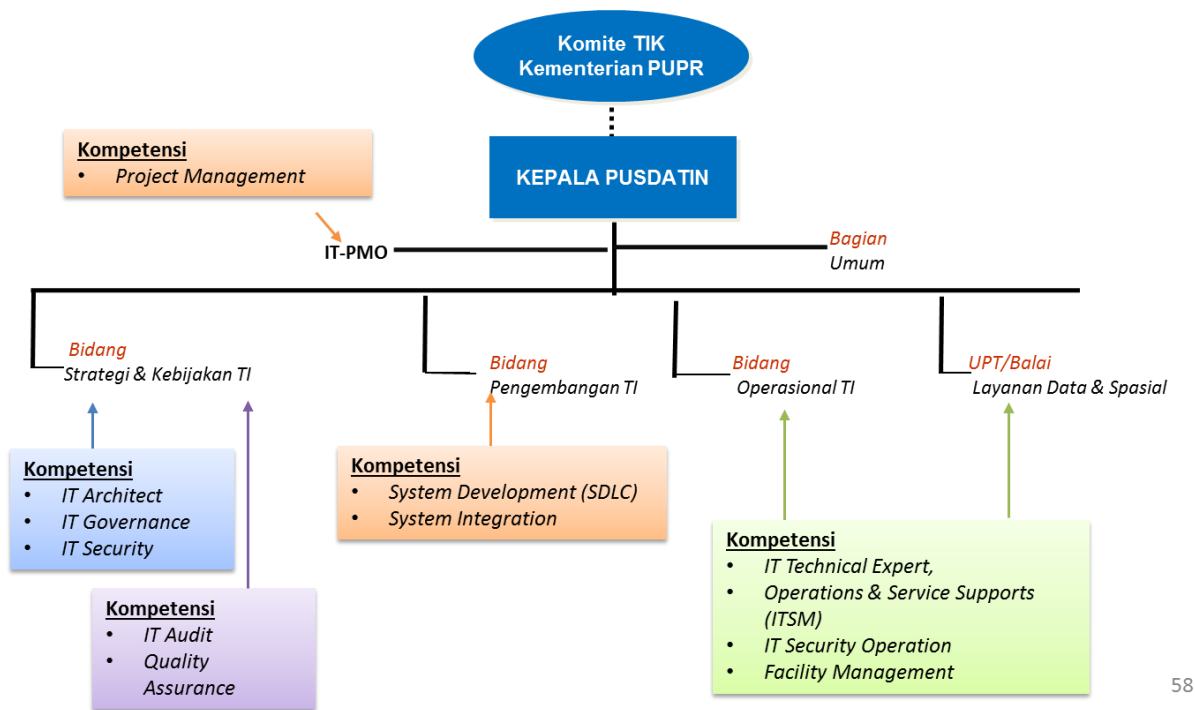 Komite TIK
Kementerian PUPR
Kompetensi
• Project Management
KEPALA PUSDATIN
IT-PMO
Bagian
Umum
Bidang
Strategi & Kebijakan TI
Bidang
Pengembangan TI
Bidang
Operasional TI
UPT/Balai
Layanan Data & Spasial
Kompetensi
• IT Architect
• IT Governance
• IT Security
Kompetensi
• IT Audit
• Quality
Assurance
Kompetensi
• System Development (SDLC)
• System Integration
Kompetensi
• IT Technical Expert,
• Operations & Service Supports
(ITSM)
• IT Security Operation
• Facility Management
58